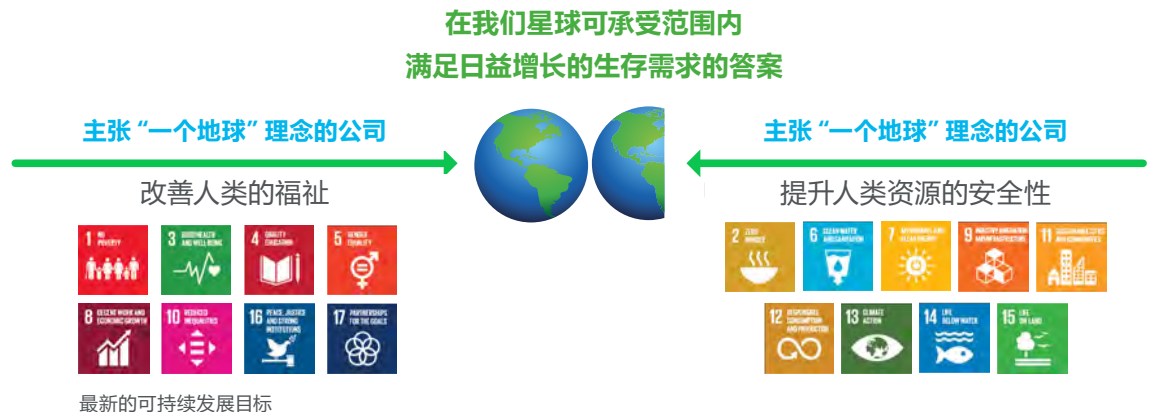 在我们星球可承受范围内
满足日益增长的生存需求的答案
主张“一个地球”理念的公司
改善人类的福祉
1 NO POVERTY
3 GOOD HEALTH AND WELL-BEING
4 QUALITY EDUCATION
5 GENDER EQUALITY
8 DECENT WORK AND ECONOMIC GROWTH
10 REDUCED INEQUALITIES
16 PEACE, JUSTICE AND STRONG INSTITUTIONS
17 PARTNERSHIPS FOR THE GOALS
最新的可持续发展目标
主张“一个地球”理念的公司
提升人类资源的安全性
2 ZERO HUNGER
6 CLEAN WATER AND SANITATION
7 AFFORDABLE AND CLEAN ENERGY
9 INDUSTRY, INNOVATION AND INFRASTRUCTURE
11 SUSTAINABLE CITIES AND COMMUNITIES
12 RESPONSIBLE CONSUMPTION AND PRODUCTION
13 CLIMATE ACTION
14 LIFE BELOW WATER
15 LIFE ON LAND